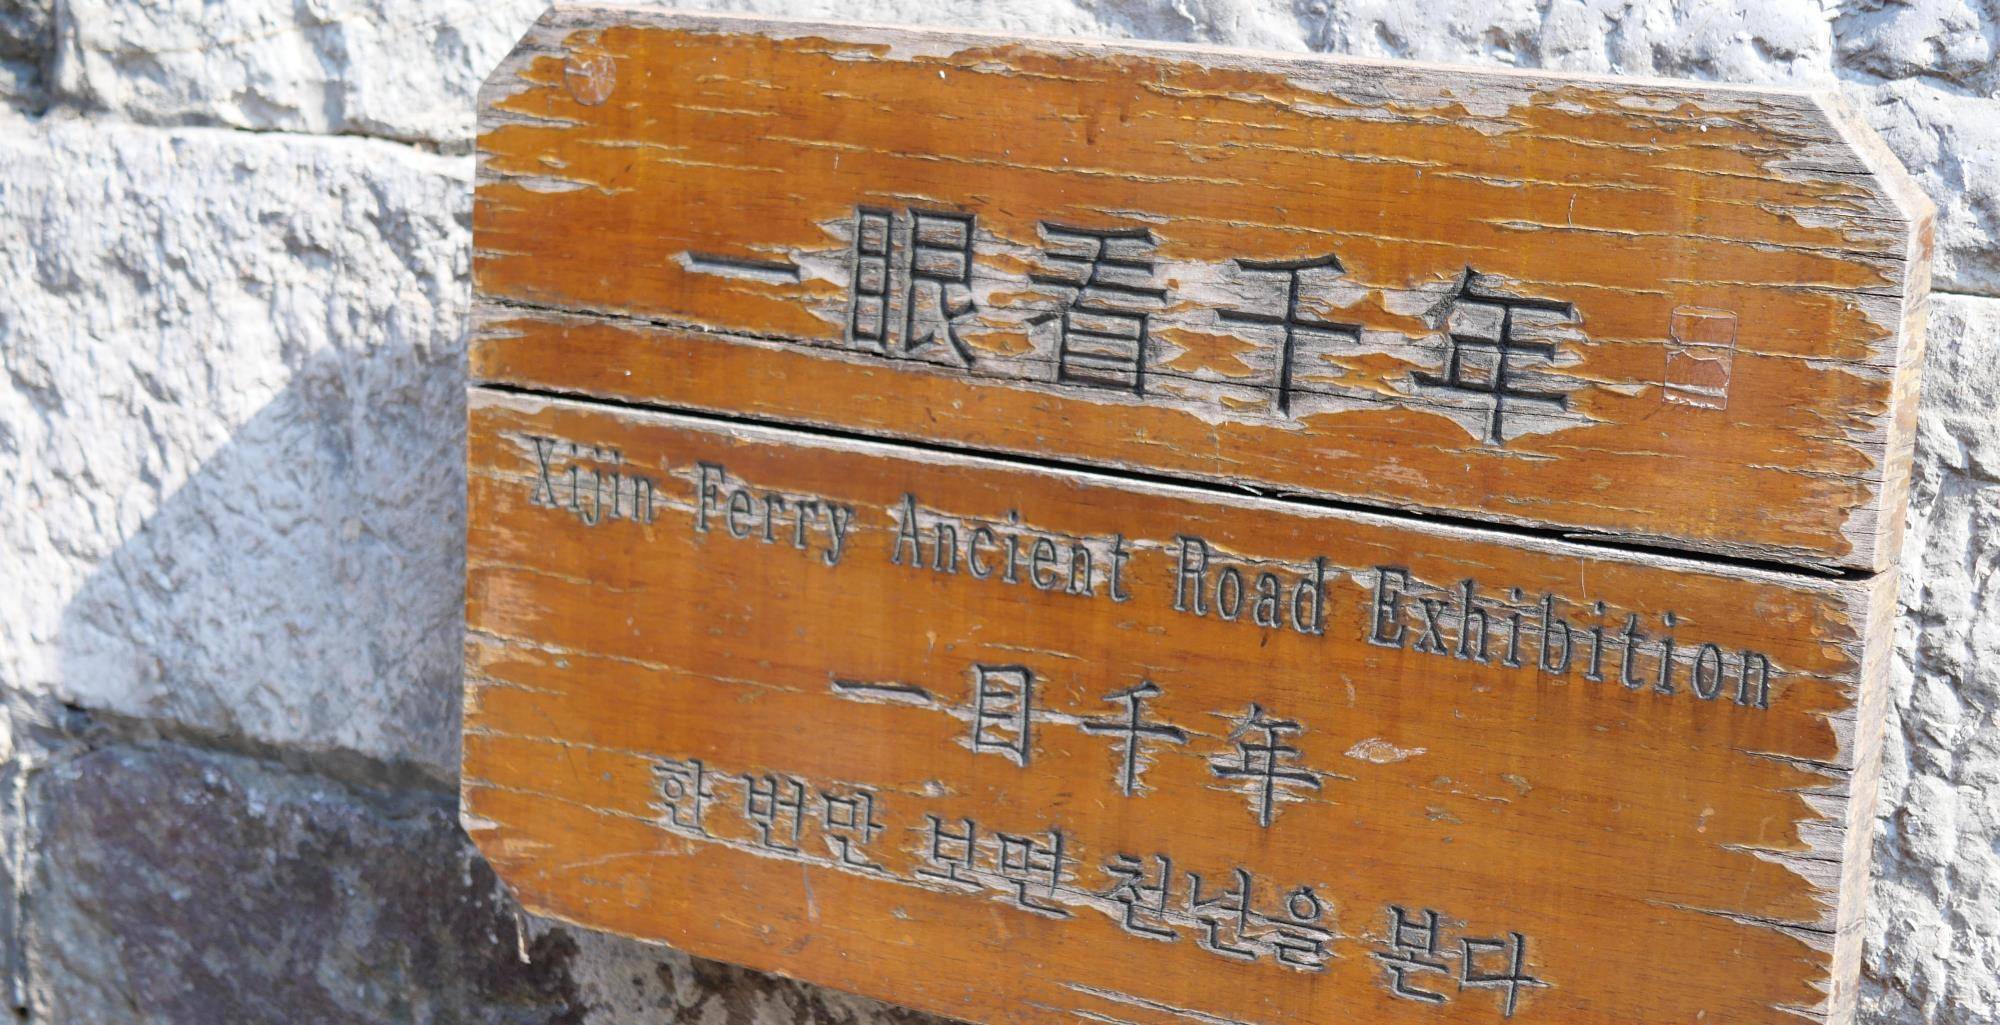 一眼看千年
Xijin Ferry Ancient Road Exhibition
一目千年
한 번만 보면 천년을 본다